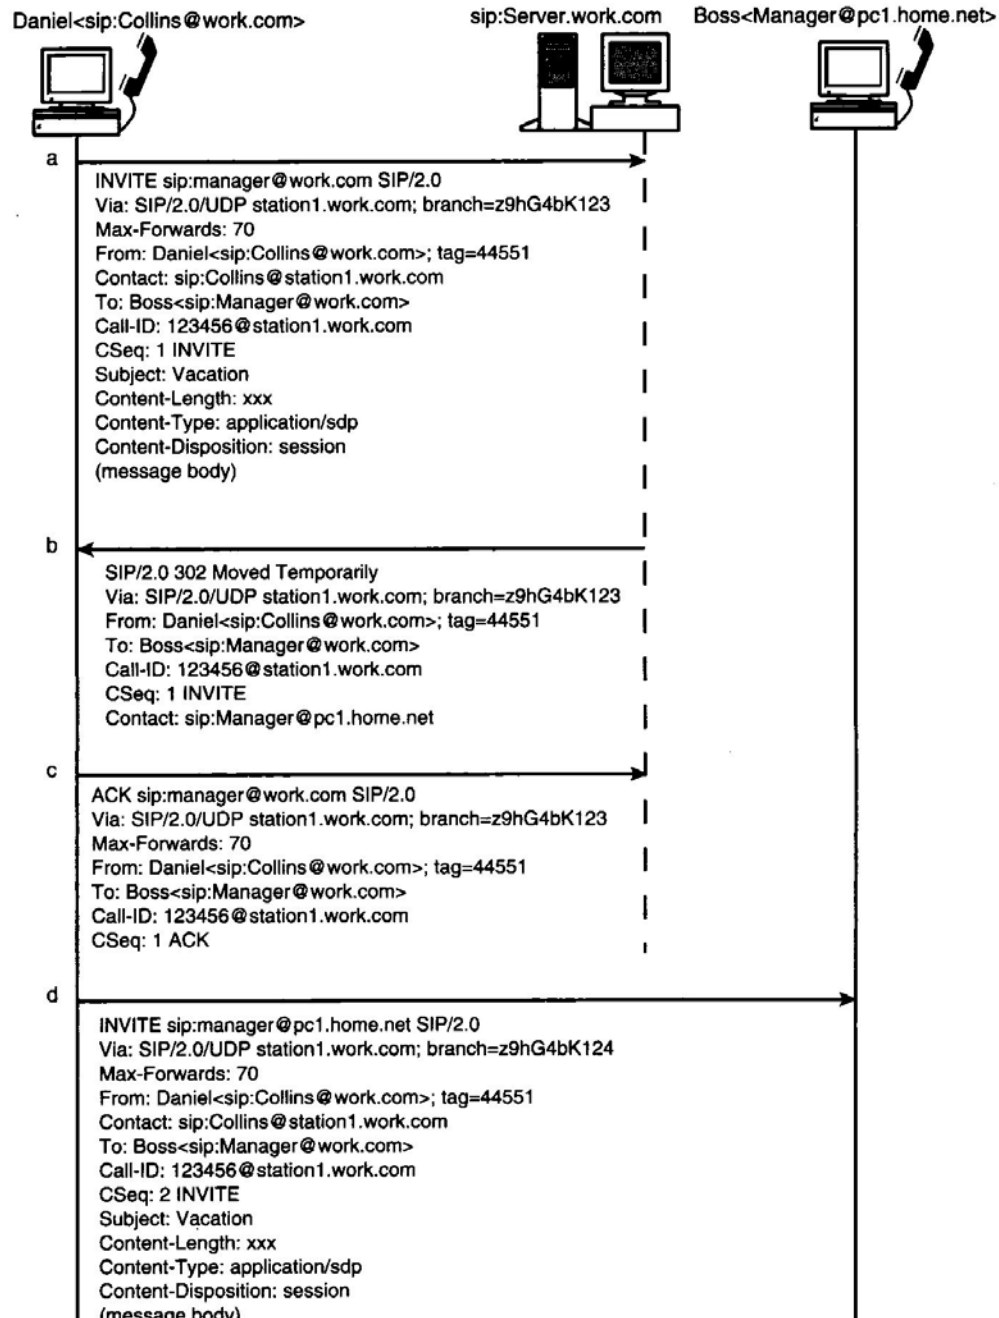 Daniel<sip:Collins@work.com>
sip:Server.work.com
Boss<Manager@pc1.home.net>
a
INVITE sip:manager@work.com SIP/2.0
Via: SIP/2.0/UDP station1.work.com; branch=z9hG4bK123
Max-Forwards: 70
From: Daniel<sip:Collins@work.com>; tag=44551
Contact: sip:Collins@station1.work.com
To: Boss<sip:Manager@work.com>
Call-ID: 123456@station1.work.com
CSeq: 1 INVITE
Subject: Vacation
Content-Length: xxx
Content-Type: application/sdp
Content-Disposition: session
(message body)
b
SIP/2.0 302 Moved Temporarily
Via: SIP/2.0/UDP station1.work.com; branch=z9hG4bK123
From: Daniel<sip:Collins@work.com>; tag=44551
To: Boss<sip:Manager@work.com>
Call-ID: 123456@station1.work.com
CSeq: 1 INVITE
Contact: sip:Manager@pc1.home.net
c
ACK sip:manager@work.com SIP/2.0
Via: SIP/2.0/UDP station1.work.com; branch=z9hG4bK123
Max-Forwards: 70
From: Daniel<sip:Collins@work.com>; tag=44551
To: Boss<sip:Manager@work.com>
Call-ID: 123456@station1.work.com
CSeq: 1 ACK
d
INVITE sip:manager@pc1.home.net SIP/2.0
Via: SIP/2.0/UDP station1.work.com; branch=z9hG4bK124
Max-Forwards: 70
From: Daniel<sip:Collins@work.com>; tag=44551
Contact: sip:Collins@station1.work.com
To: Boss<sip:Manager@work.com>
Call-ID: 123456@station1.work.com
CSeq: 2 INVITE
Subject: Vacation
Content-Length: xxx
Content-Type: application/sdp
Content-Disposition: session
(message body)